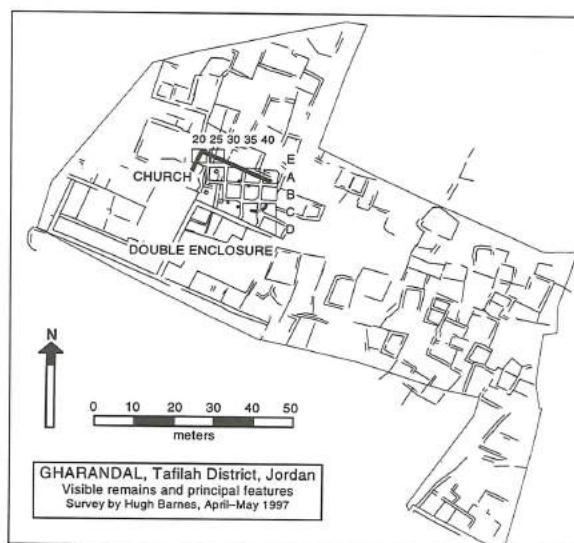 20 25 30 35 40
E
CHURCH
A
B
C
D
DOUBLE ENCLOSURE
N
0 10 20 30 40 50
meters
GHARANDAL, Tafilah District, Jordan
Visible remains and principal features
Survey by Hugh Barnes, April–May 1997